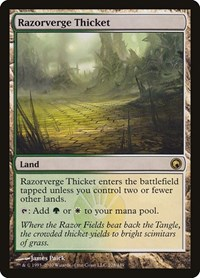 Razorverge Thicket
Land
Razorverge Thicket enters the battlefield
tapped unless you control two or fewer
other lands.
: Add or to your mana pool.
Where the Razor Fields beat back the Tangle,
the crowded thicket yields to bright scimitars
of grass.
James Paick